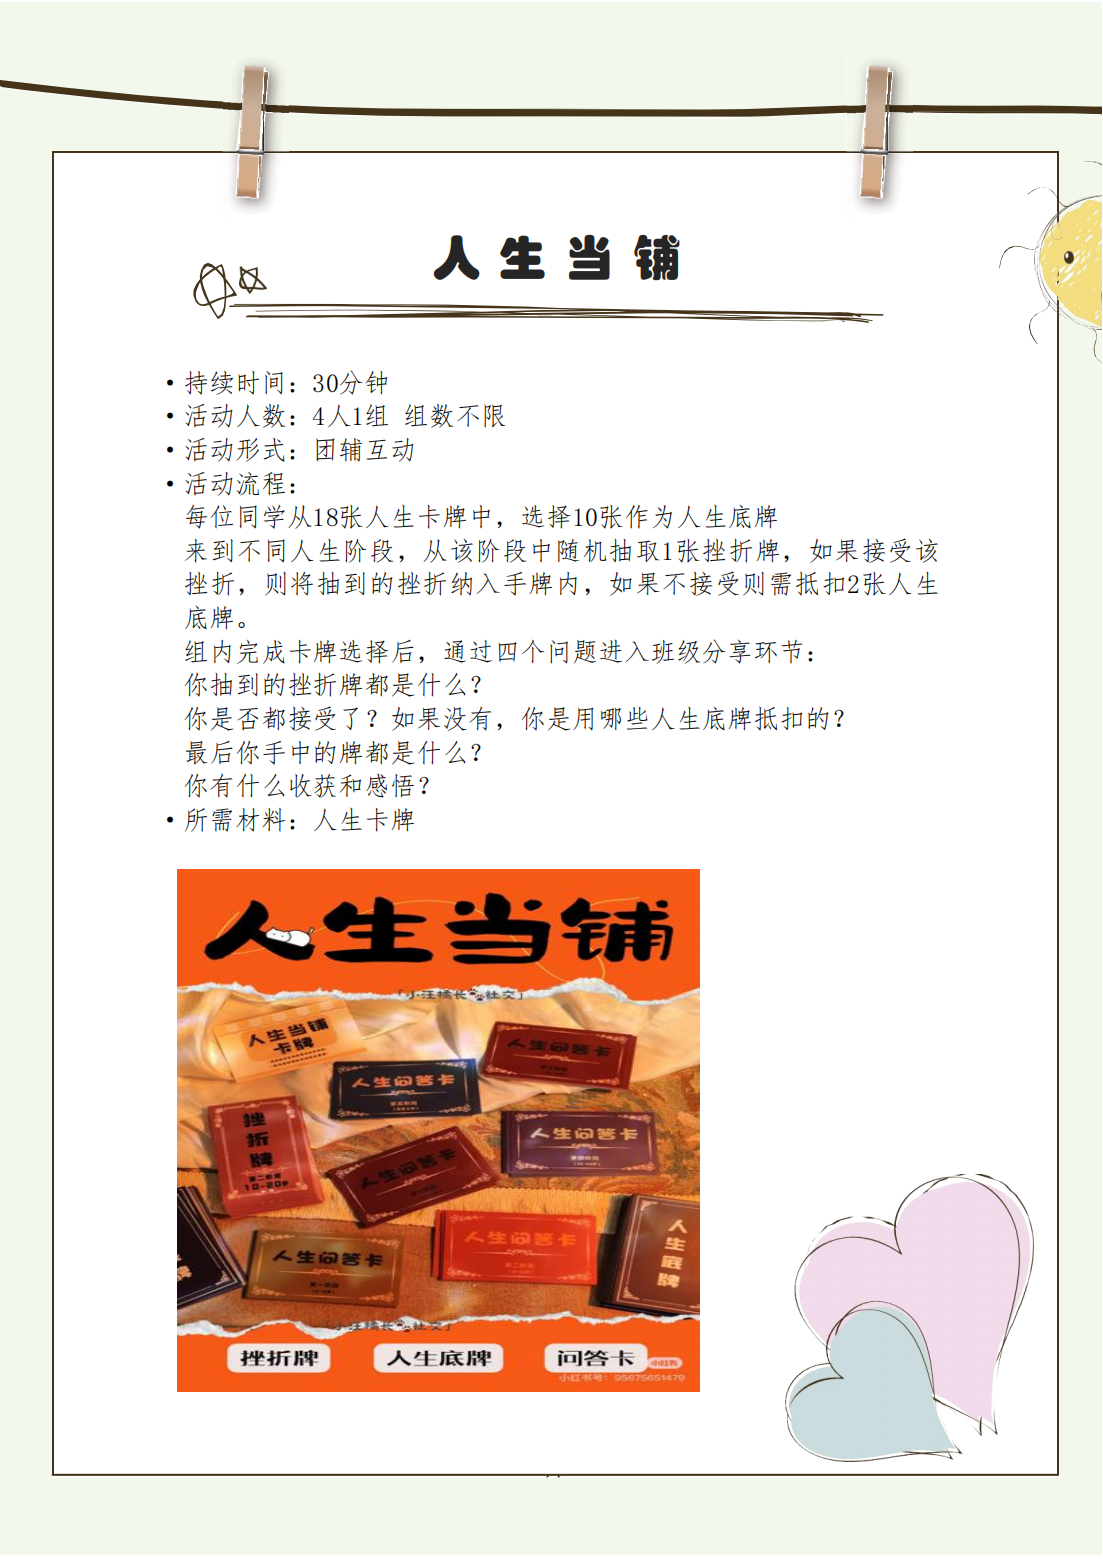 人生当铺
• 持续时间：30分钟
• 活动人数：4人1组 组数不限
• 活动形式：团辅互动
• 活动流程：
每位同学从18张人生卡牌中，选择10张作为人生底牌
来到不同人生阶段，从该阶段中随机抽取1张挫折牌，如果接受该
挫折，则将抽到的挫折纳入手牌内，如果不接受则需抵扣2张人生
底牌。
组内完成卡牌选择后，通过四个问题进入班级分享环节：
你抽到的挫折牌都是什么？
你是否都接受了？如果没有，你是用哪些人生底牌抵扣的？
最后你手中的牌都是什么？
你有什么收获和感悟？
• 所需材料：人生卡牌
人生当铺
「小汪橘长 社交」
人生当铺
卡牌
人生问答卡
人生问答卡
挫
折
牌
第二阶段
10-20岁
人生问答卡
人生问答卡
人生问答卡
人生问答卡
人
生
底
牌
小汪橘长 社交」
挫折牌 人生底牌 问答卡
小红书
小红书号：95675651479